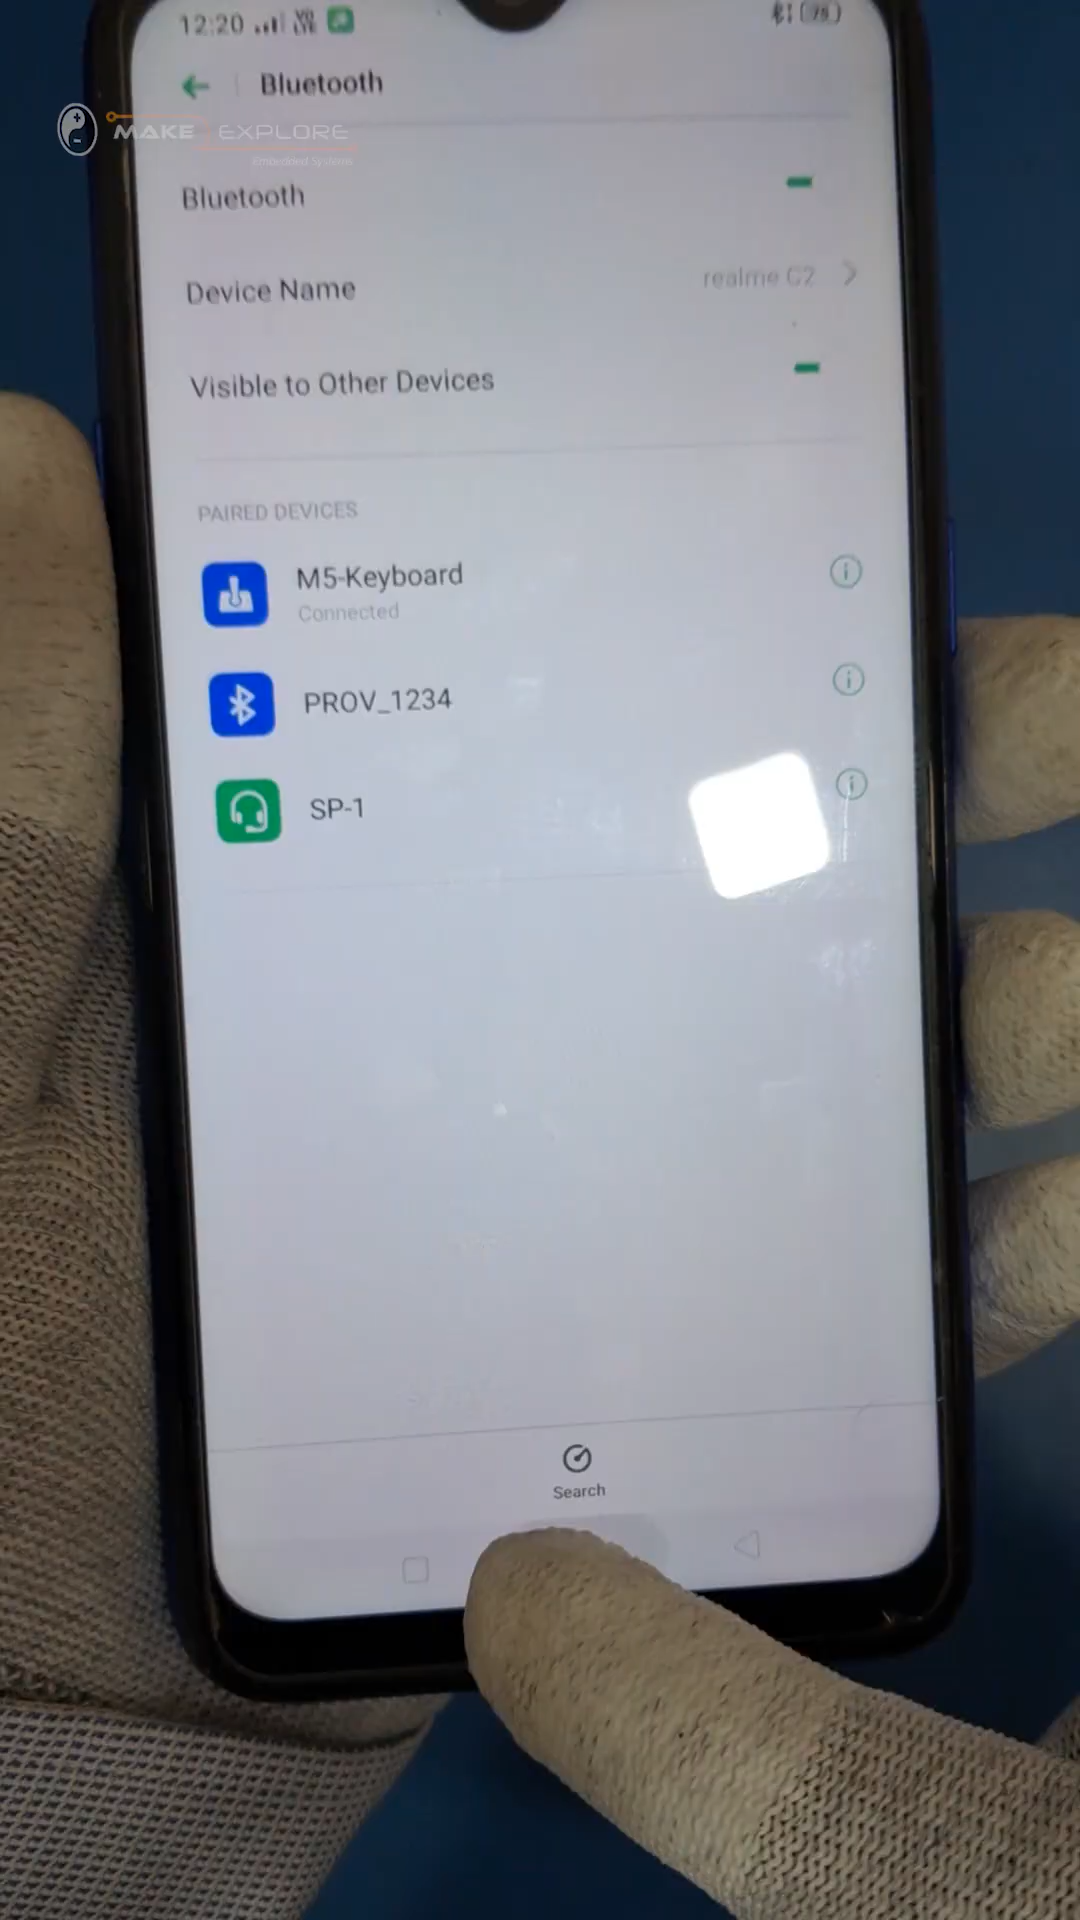 12:20
Bluetooth
MAKE EXPLORE
Embedded Systems
Bluetooth
Device Name
realme C2
Visible to Other Devices
PAIRED DEVICES
M5-Keyboard
Connected
PROV_1234
SP-1
Search